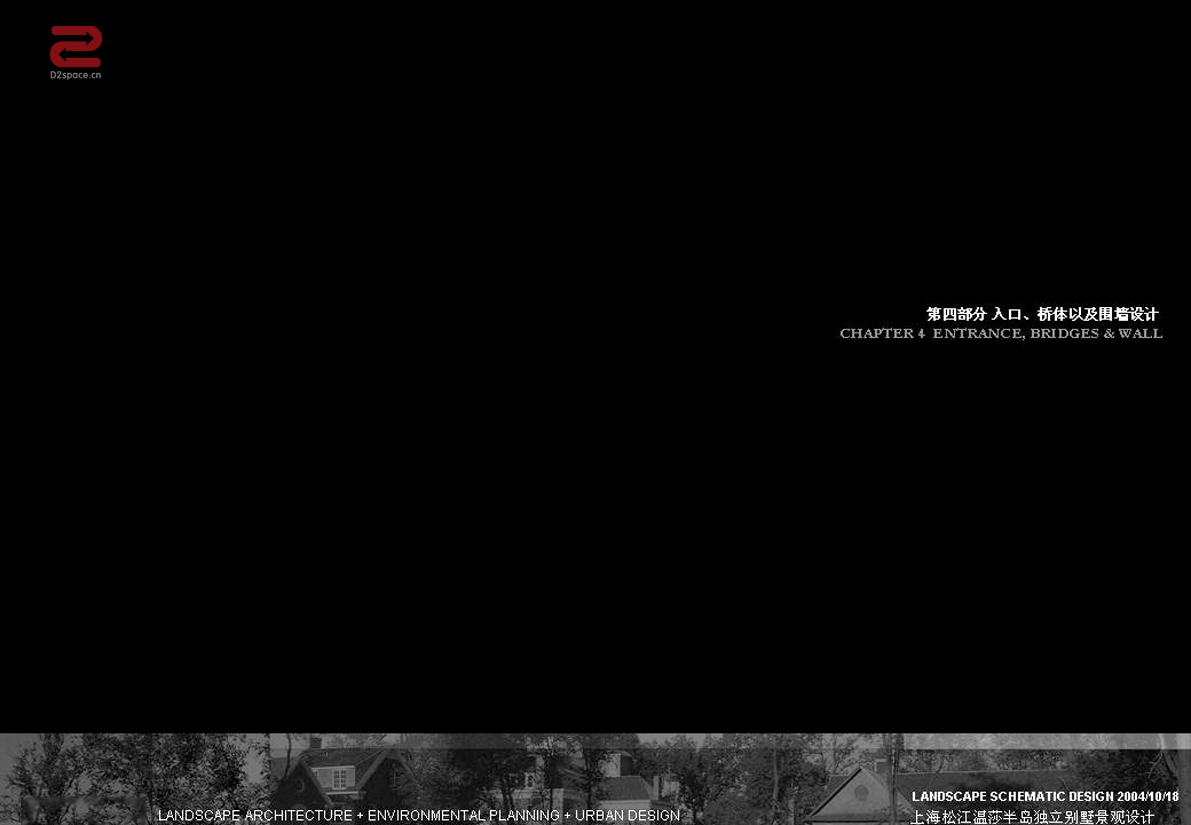 D2space.cn
第四部分 入口、桥体以及围墙设计
CHAPTER 4 ENTRANCE, BRIDGES & WALL
LANDSCAPE SCHEMATIC DESIGN 2004/10/18
LANDSCAPE ARCHITECTURE + ENVIRONMENTAL PLANNING + URBAN DESIGN
上海松江温莎半岛独立别墅景观设计